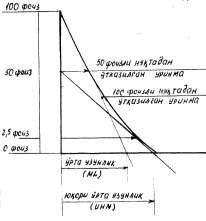 100 фоиз
50 фоизли нуқтадан
ўтказилган уринма
50 фоиз
100 фоизли нуқтадан
ўтказилган уринма
2,5 фоиз
0 фоиз
ўрта узунлик
(ML)
юқори ўрта узунлик
(UHM)